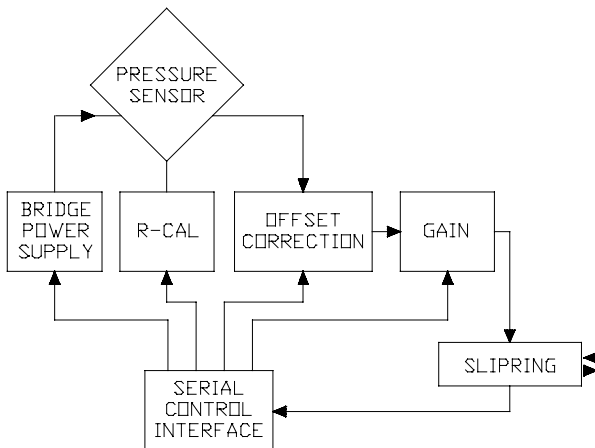 PRESSURE
SENSOR
BRIDGE
POWER
SUPPLY
R-CAL
OFFSET
CORRECTION
GAIN
SLIPRING
SERIAL
CONTROL
INTERFACE